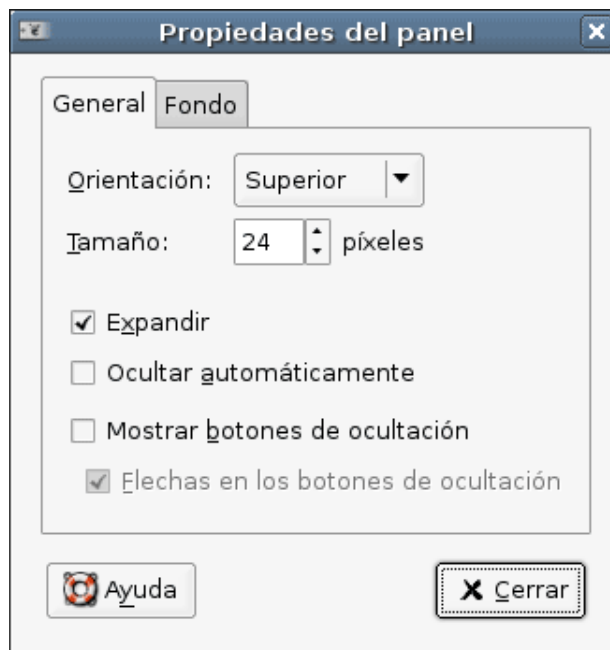 Propiedades del panel
General Fondo
Orientación: Superior
Tamaño: 24 píxeles
Expandir
Ocultar automáticamente
Mostrar botones de ocultación
Flechas en los botones de ocultación
Ayuda Cerrar